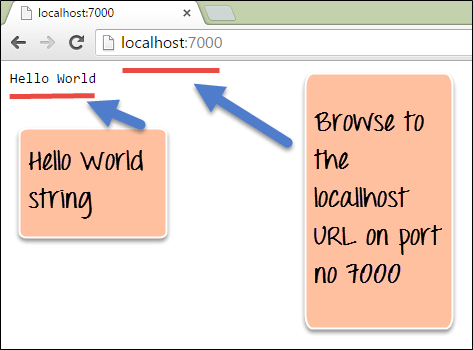 localhost:7000
localhost:7000
Hello World
Hello World
string
Browse to
the
locallhost
URL on port
no 7000